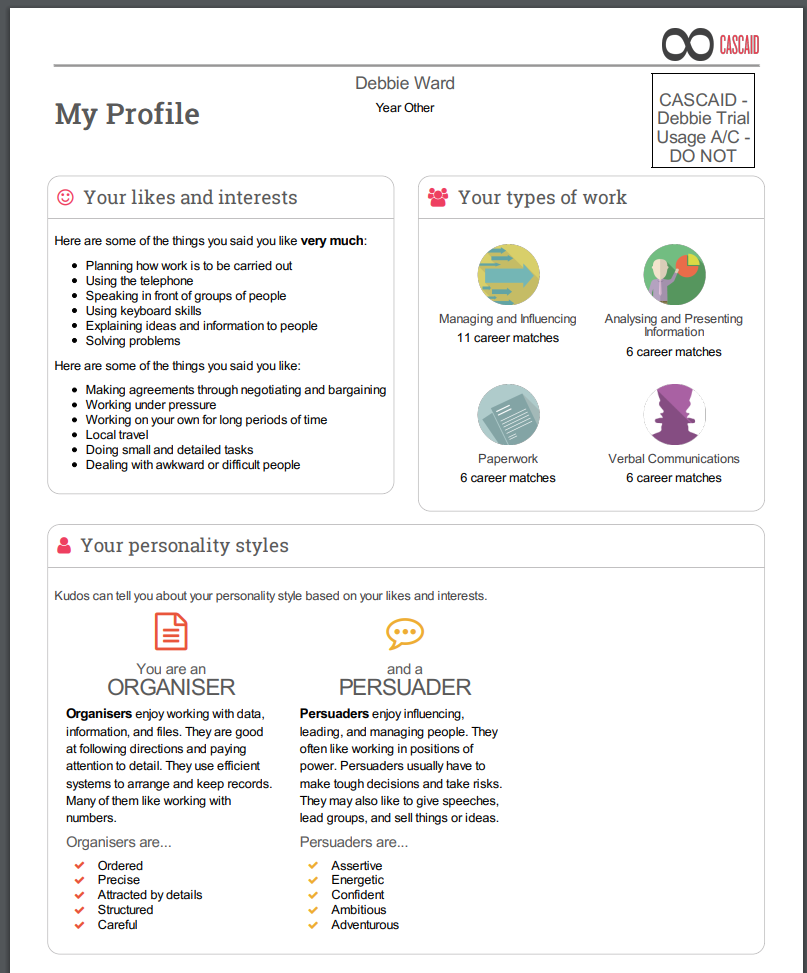 CASCAID
Debbie Ward
Year Other
My Profile
CASCAID -
Debbie Trial
Usage A/C -
DO NOT
Your likes and interests
Here are some of the things you said you like very much:
Planning how work is to be carried out
Using the telephone
Speaking in front of groups of people
Using keyboard skills
Explaining ideas and information to people
Solving problems
Here are some of the things you said you like:
Making agreements through negotiating and bargaining
Working under pressure
Working on your own for long periods of time
Local travel
Doing small and detailed tasks
Dealing with awkward or difficult people
Your types of work
Managing and Influencing
11 career matches
Analysing and Presenting
Information
6 career matches
Paperwork
6 career matches
Verbal Communications
6 career matches
Your personality styles
Kudos can tell you about your personality style based on your likes and interests.
You are an
ORGANISER
Organisers enjoy working with data,
information, and files. They are good
at following directions and paying
attention to detail. They use efficient
systems to arrange and keep records.
Many of them like working with
numbers.
Organisers are...
Ordered
Precise
Attracted by details
Structured
Careful
and a
PERSUADER
Persuaders enjoy influencing,
leading, and managing people. They
often like working in positions of
power. Persuaders usually have to
make tough decisions and take risks.
They may also like to give speeches,
lead groups, and sell things or ideas.
Persuaders are...
Assertive
Energetic
Confident
Ambitious
Adventurous